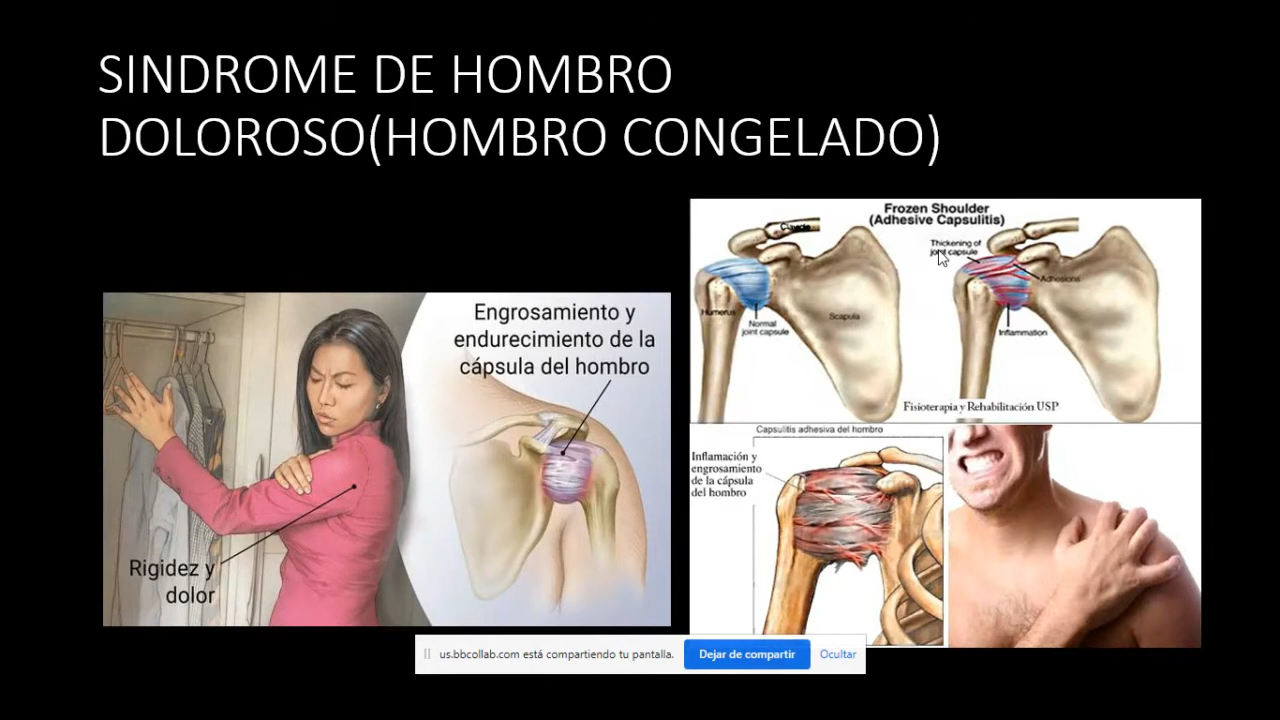 SINDROME DE HOMBRO
DOLOROSO(HOMBRO CONGELADO)
Engrosamiento y
endurecimiento de la
cápsula del hombro
Rigidez y
dolor
Frozen Shoulder
(Adhesive Capsulitis)
Clavicle
Thickening of
joint capsule
Adhesions
Humerus
Normal
joint capsule
Scapula
Inflammation
Fisioterapia y Rehabilitación USP
Capsulitis adhesiva del hombro
Inflamación y
engrosamiento
de la cápsula
del hombro
us.bbcollab.com está compartiendo tu pantalla.
Dejar de compartir
Ocultar